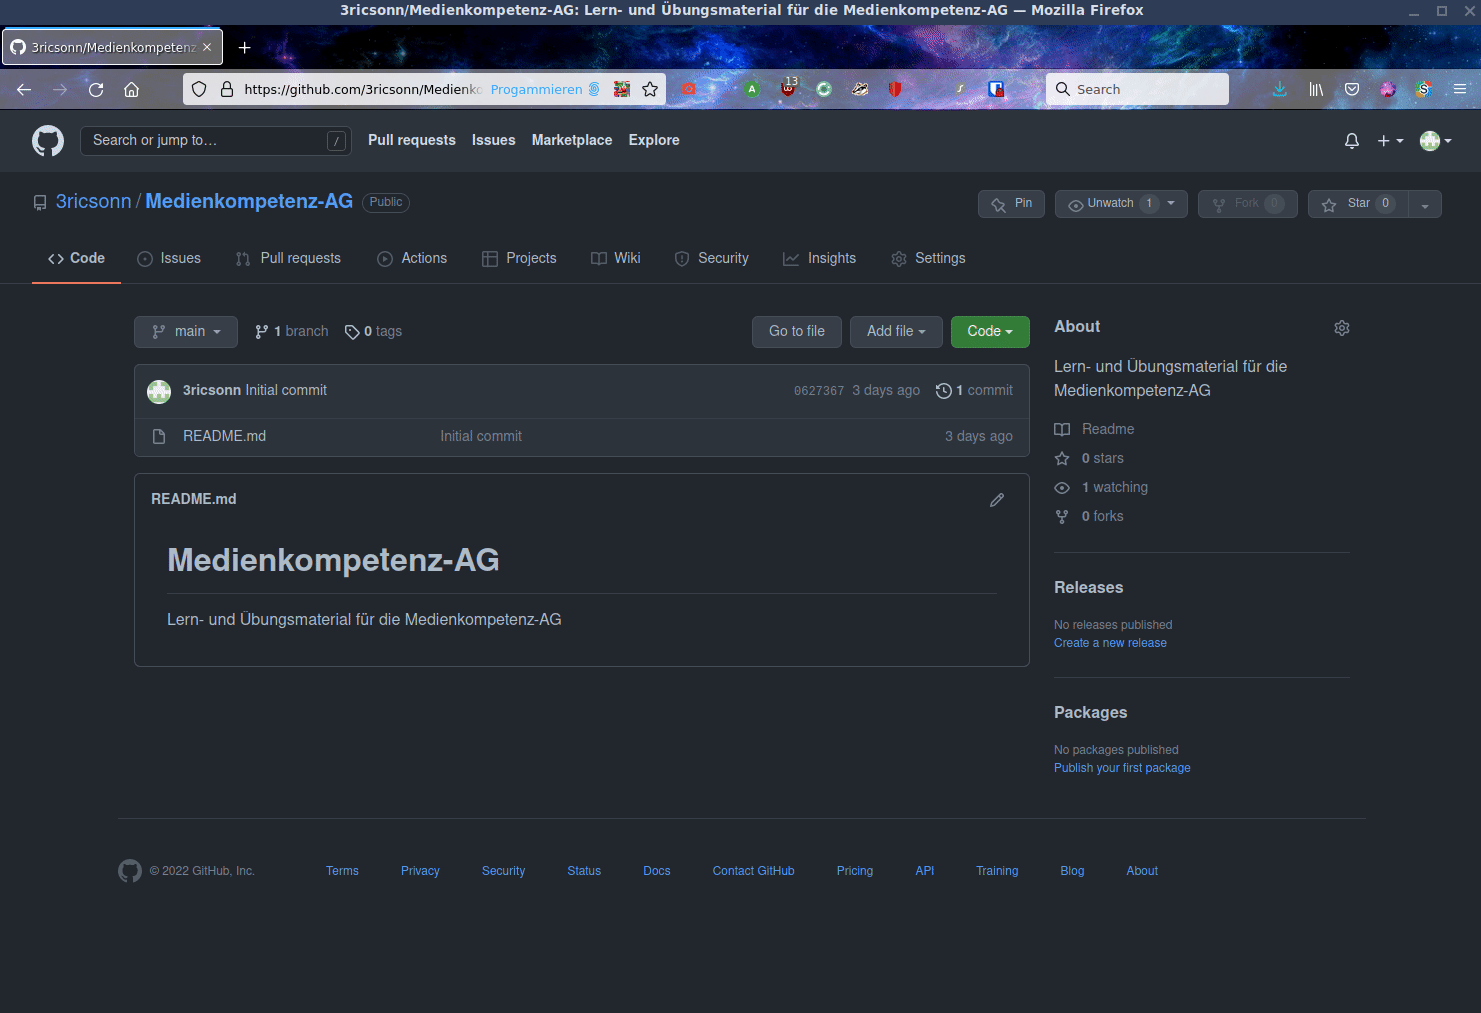 3ricsonn/Medienkompetenz-AG: Lern- und Übungsmaterial für die Medienkompetenz-AG — Mozilla Firefox
3ricsonn/Medienkompetenz
https://github.com/3ricsonn/Medienko Progammieren 13 Search
Search or jump to… / Pull requests Issues Marketplace Explore
3ricsonn / Medienkompetenz-AG Public Pin Unwatch 1 Fork 0 Star 0
Code Issues Pull requests Actions Projects Wiki Security Insights Settings
main 1 branch 0 tags Go to file Add file Code
3ricsonn Initial commit 0627367 3 days ago 1 commit
README.md Initial commit 3 days ago
README.md
Medienkompetenz-AG
Lern- und Übungsmaterial für die Medienkompetenz-AG
About
Lern- und Übungsmaterial für die
Medienkompetenz-AG
Readme
0 stars
1 watching
0 forks
Releases
No releases published
Create a new release
Packages
No packages published
Publish your first package
© 2022 GitHub, Inc. Terms Privacy Security Status Docs Contact GitHub Pricing API Training Blog About